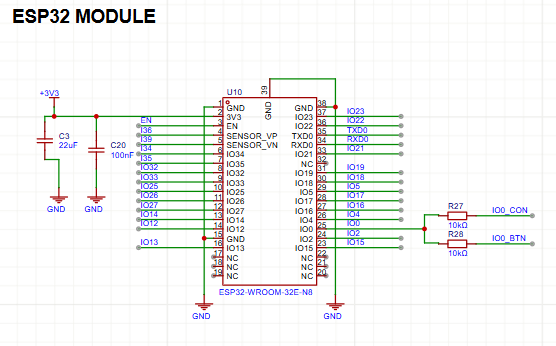 ESP32 MODULE
+3V3
U10
39
GND
1 GND GND 38
2 3V3 IO23 37 IO23
EN 3 EN IO22 36 IO22
I36 4 SENSOR_VP TXD0 35 TXD0
I39 5 SENSOR_VN RXD0 34 RXD0
I34 6 IO34 IO21 33 IO21
I35 7 IO35 NC 32
IO32 8 IO32 IO19 31 IO19
IO33 9 IO33 IO18 30 IO18
IO25 10 IO25 IO5 29 IO5
IO26 11 IO26 IO17 28 IO17
IO27 12 IO27 IO16 27 IO16
IO14 13 IO14 IO4 26 IO4
IO12 14 IO12 IO0 25 IO0
15 GND IO2 24 IO2
IO13 16 IO13 IO15 23 IO15
17 NC NC 22
18 NC NC 21
19 NC NC 20
ESP32-WROOM-32E-N8
C3
22uF
C20
100nF
GND
GND
GND
GND
R27
10kΩ
IO0_CON
R28
10kΩ
IO0_BTN